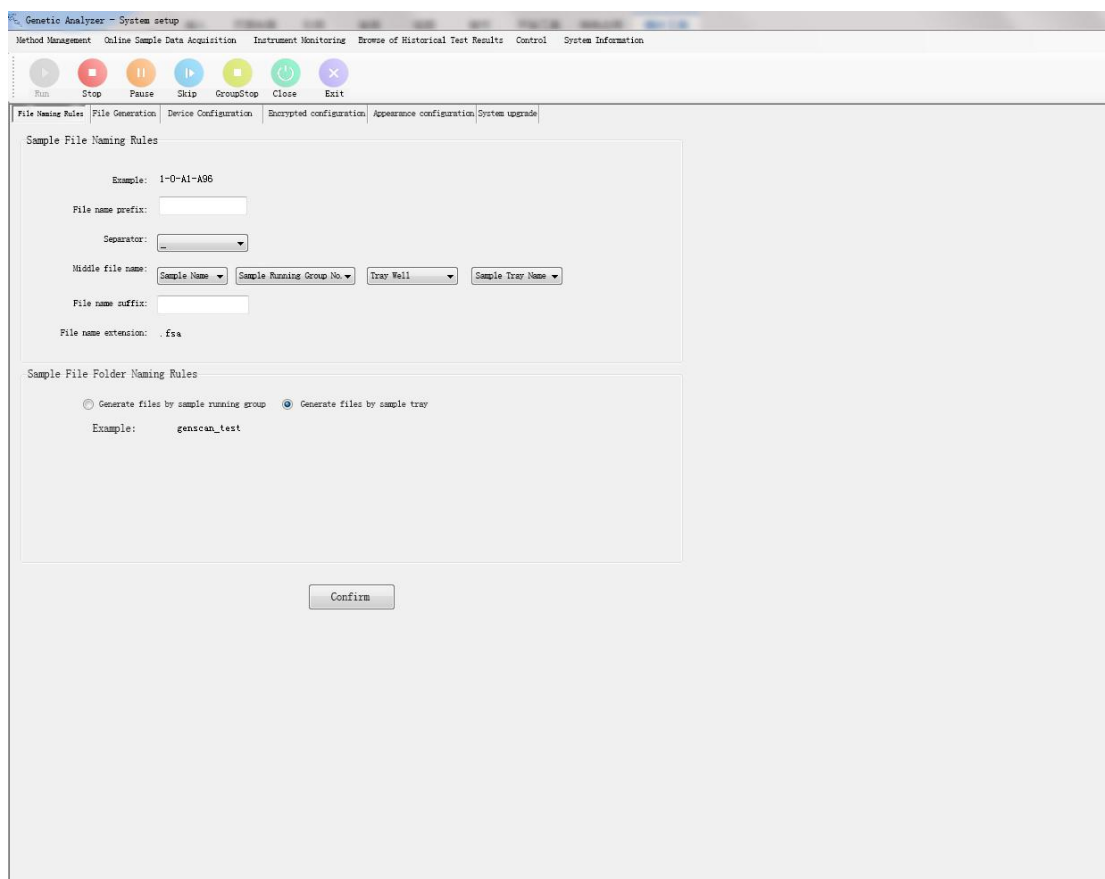 Genetic Analyzer - System setup
Method Management Online Sample Data Acquisition Instrument Monitoring Browse of Historical Test Results Control System Information
Run Stop Pause Skip GroupStop Close Exit
File Naming Rules File Generation Device Configuration Encrypted configuration Appearance configuration System upgrade
Sample File Naming Rules
Example: 1-0-A1-A96
File name prefix:
Separator: _
Middle file name: Sample Name Sample Running Group No. Tray Well Sample Tray Name
File name suffix:
File name extension: .fsa
Sample File Folder Naming Rules
Generate files by sample running group Generate files by sample tray
Example: genscan_test
Confirm